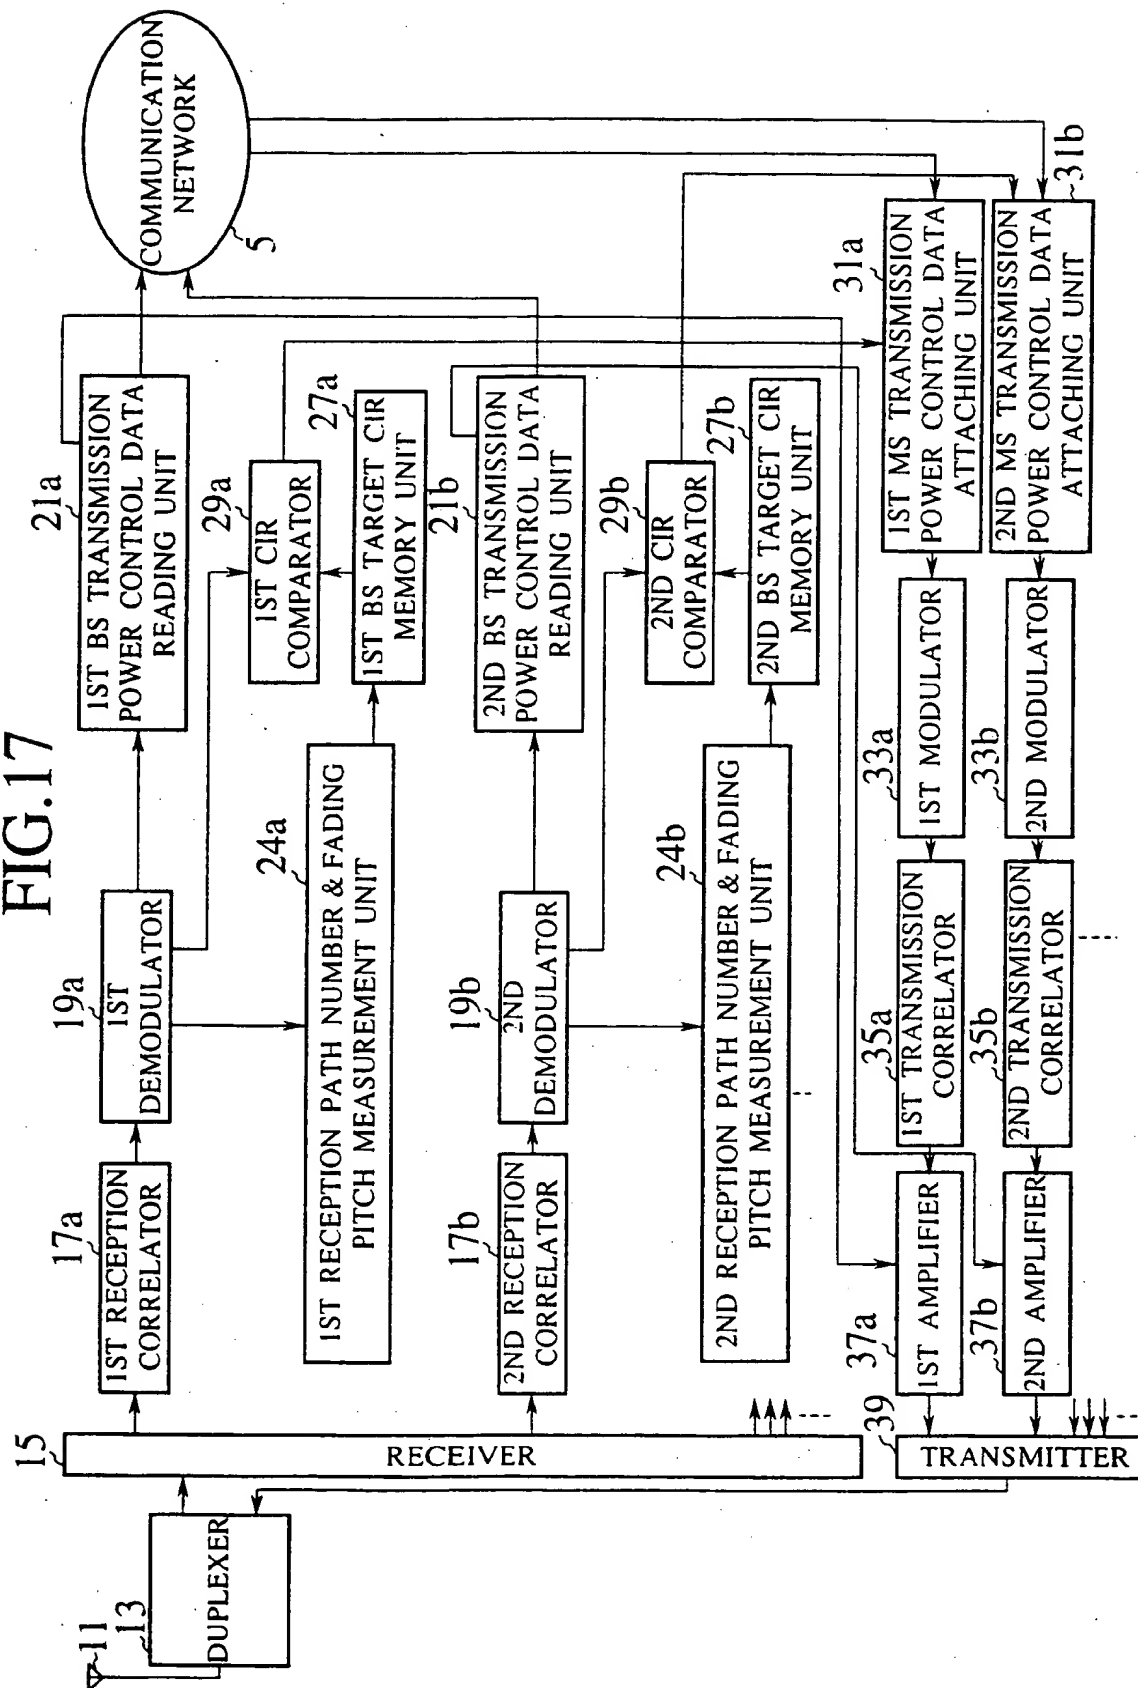 FIG.17
11
13
DUPLEXER
15
RECEIVER
17a
1ST RECEPTION
CORRELATOR
19a
1ST
DEMODULATOR
21a
1ST BS TRANSMISSION
POWER CONTROL DATA
READING UNIT
COMMUNICATION
NETWORK
5
24a
1ST RECEPTION PATH NUMBER & FADING
PITCH MEASUREMENT UNIT
29a
1ST CIR
COMPARATOR
27a
1ST BS TARGET CIR
MEMORY UNIT
17b
2ND RECEPTION
CORRELATOR
19b
2ND
DEMODULATOR
21b
2ND BS TRANSMISSION
POWER CONTROL DATA
READING UNIT
24b
2ND RECEPTION PATH NUMBER & FADING
PITCH MEASUREMENT UNIT
29b
2ND CIR
COMPARATOR
27b
2ND BS TARGET CIR
MEMORY UNIT
39
TRANSMITTER
37a
1ST AMPLIFIER
35a
1ST TRANSMISSION
CORRELATOR
33a
1ST MODULATOR
31a
1ST MS TRANSMISSION
POWER CONTROL DATA
ATTACHING UNIT
37b
2ND AMPLIFIER
35b
2ND TRANSMISSION
CORRELATOR
33b
2ND MODULATOR
31b
2ND MS TRANSMISSION
POWER CONTROL DATA
ATTACHING UNIT